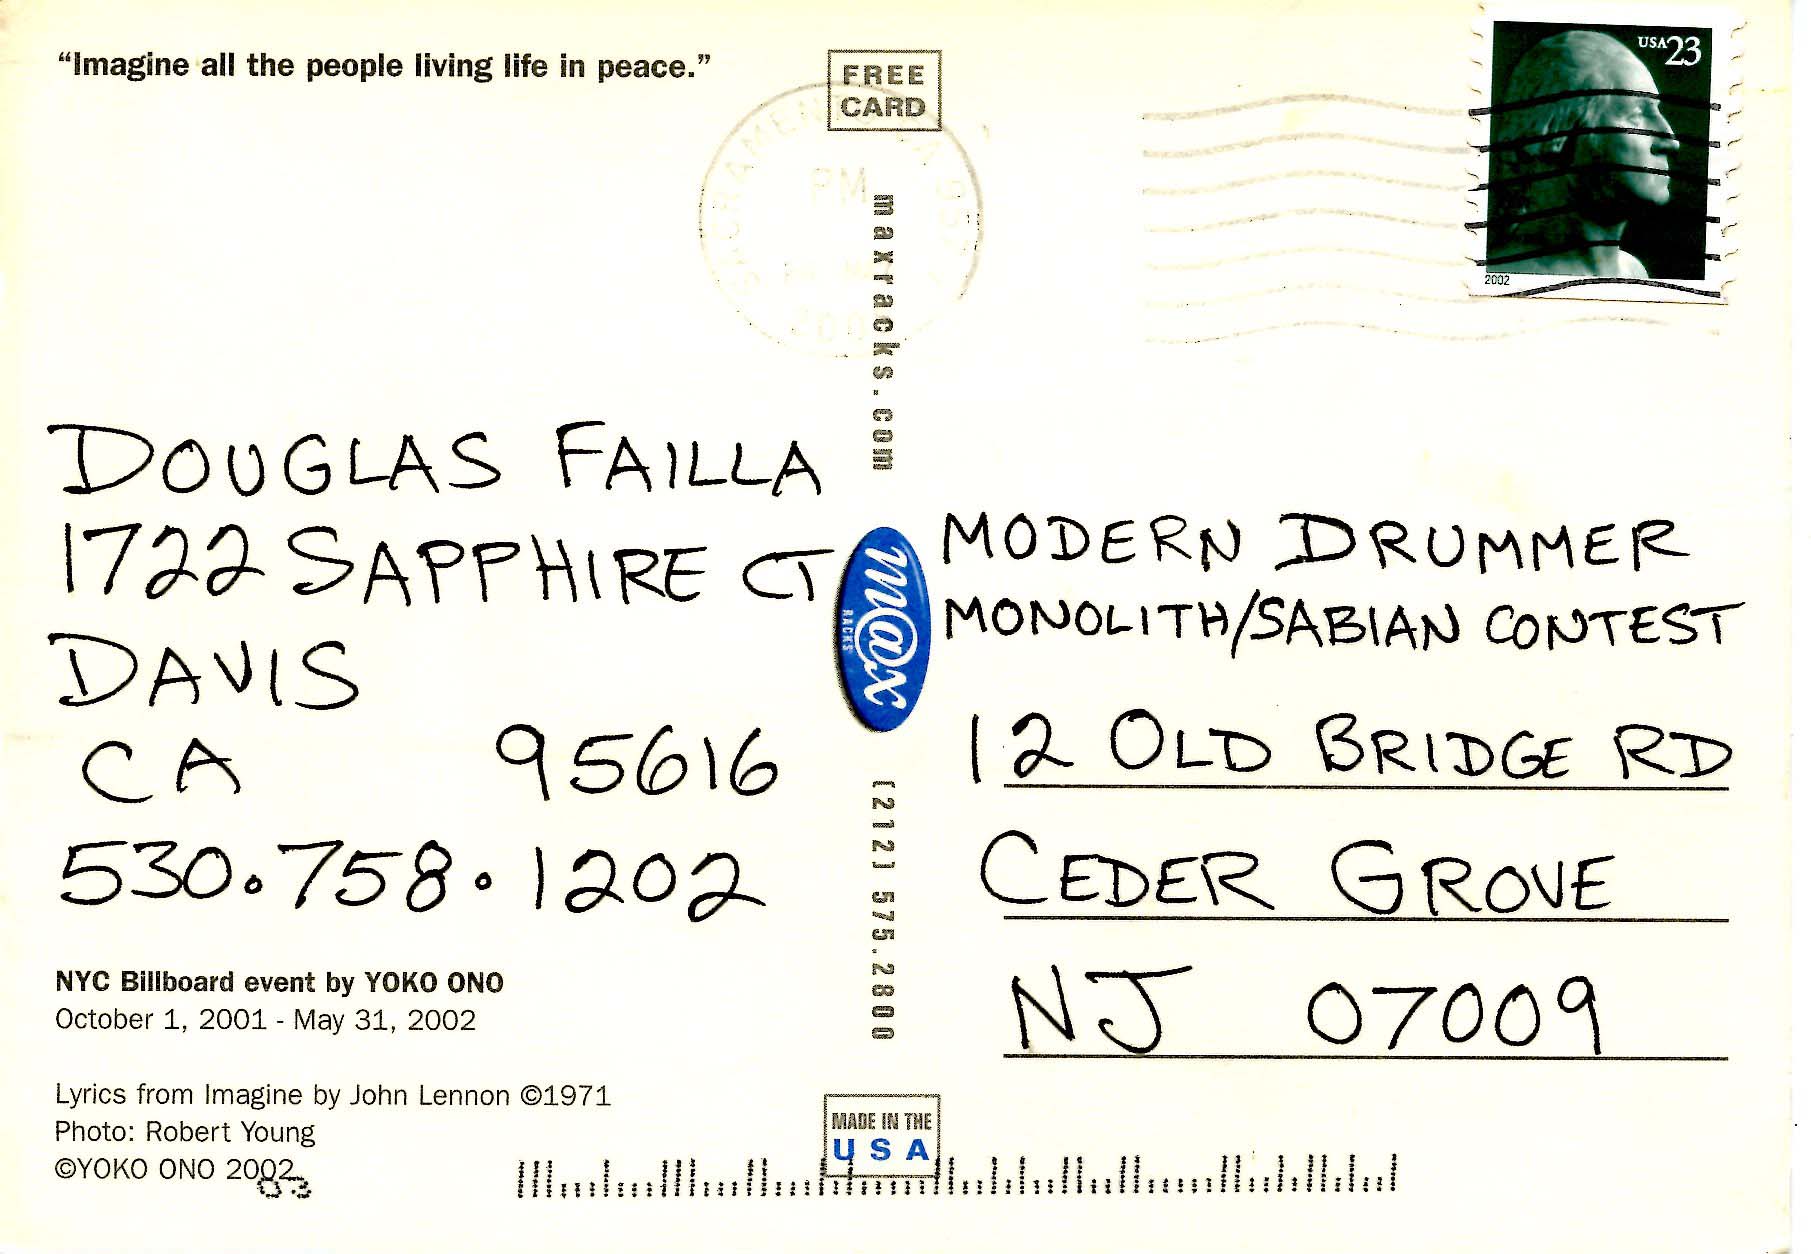 “Imagine all the people living life in peace.”
FREE
CARD
USA 23
2002
PM
maxracks.com
DOUGLAS FAILLA
1722 SAPPHIRE CT
DAVIS
CA 95616
530.758.1202
m@x
RACKS
MODERN DRUMMER
MONOLITH/SABIAN CONTEST
12 OLD BRIDGE RD
CEDER GROVE
NJ 07009
(212) 575.2800
NYC Billboard event by YOKO ONO
October 1, 2001 - May 31, 2002
Lyrics from Imagine by John Lennon ©1971
Photo: Robert Young
©YOKO ONO 2002
03
MADE IN THE
USA